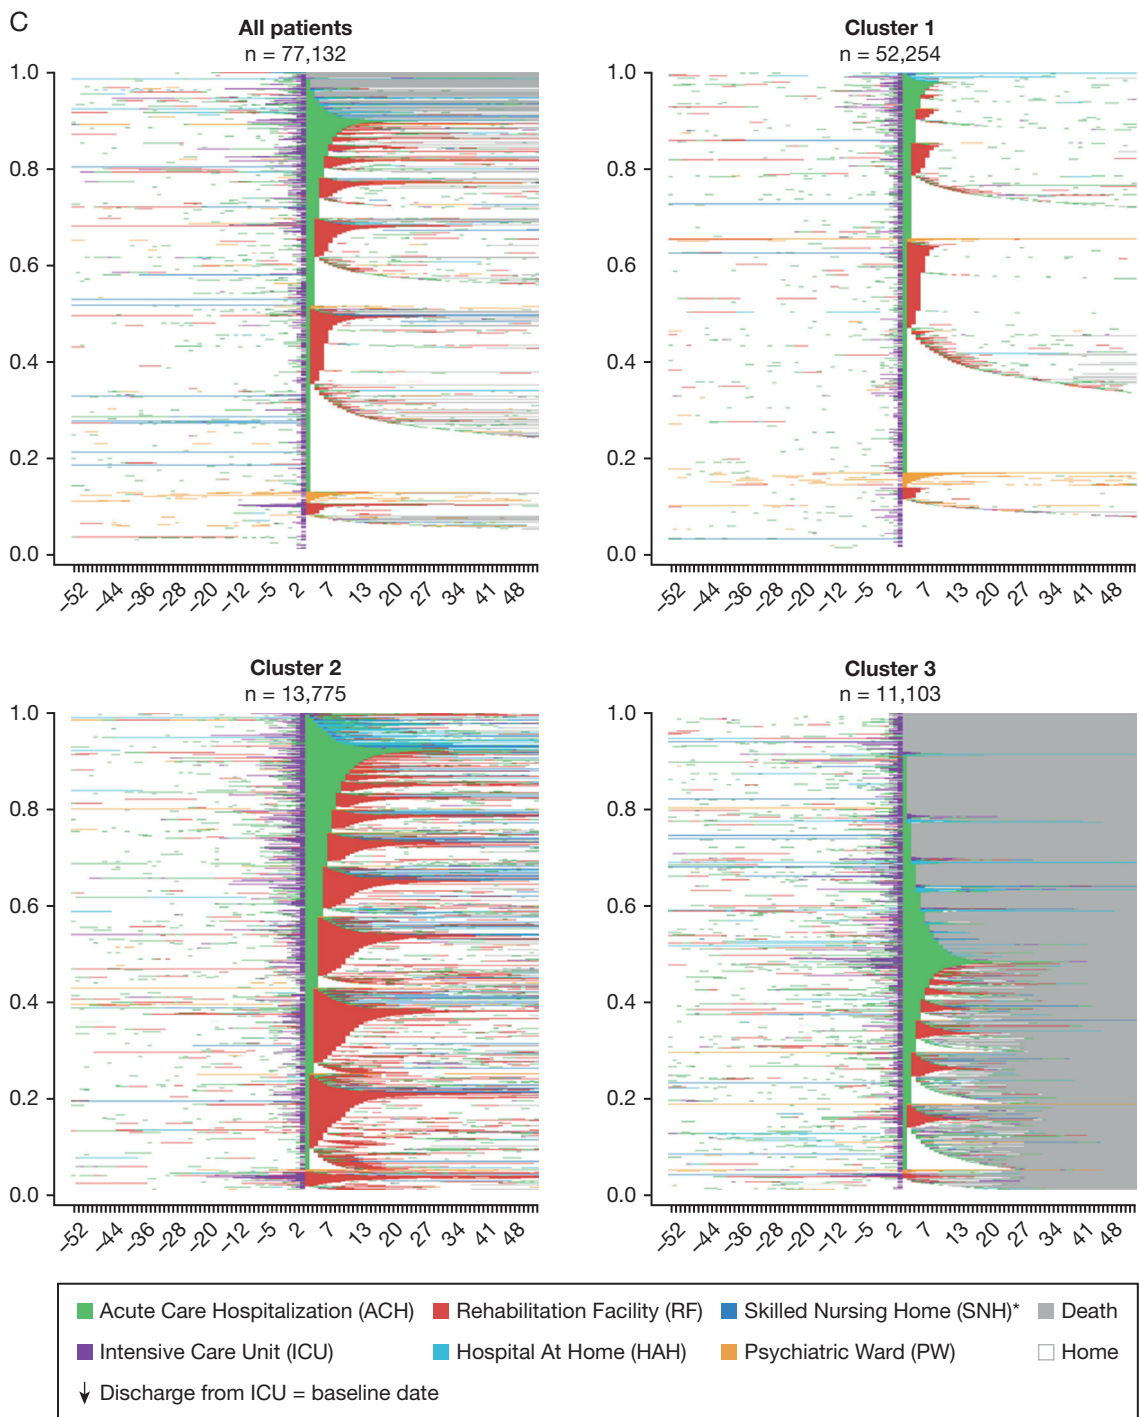 C
All patients
n = 77,132
Cluster 1
n = 52,254
1.0
0.8
0.6
0.4
0.2
0.0
−52 −44 −36 −28 −20 −12 −5 2 7 13 20 27 34 41 48
1.0
0.8
0.6
0.4
0.2
0.0
−52 −44 −36 −28 −20 −12 −5 2 7 13 20 27 34 41 48
Cluster 2
n = 13,775
Cluster 3
n = 11,103
1.0
0.8
0.6
0.4
0.2
0.0
−52 −44 −36 −28 −20 −12 −5 2 7 13 20 27 34 41 48
1.0
0.8
0.6
0.4
0.2
0.0
−52 −44 −36 −28 −20 −12 −5 2 7 13 20 27 34 41 48
Acute Care Hospitalization (ACH) Rehabilitation Facility (RF) Skilled Nursing Home (SNH)* Death
Intensive Care Unit (ICU) Hospital At Home (HAH) Psychiatric Ward (PW) Home
↓ Discharge from ICU = baseline date